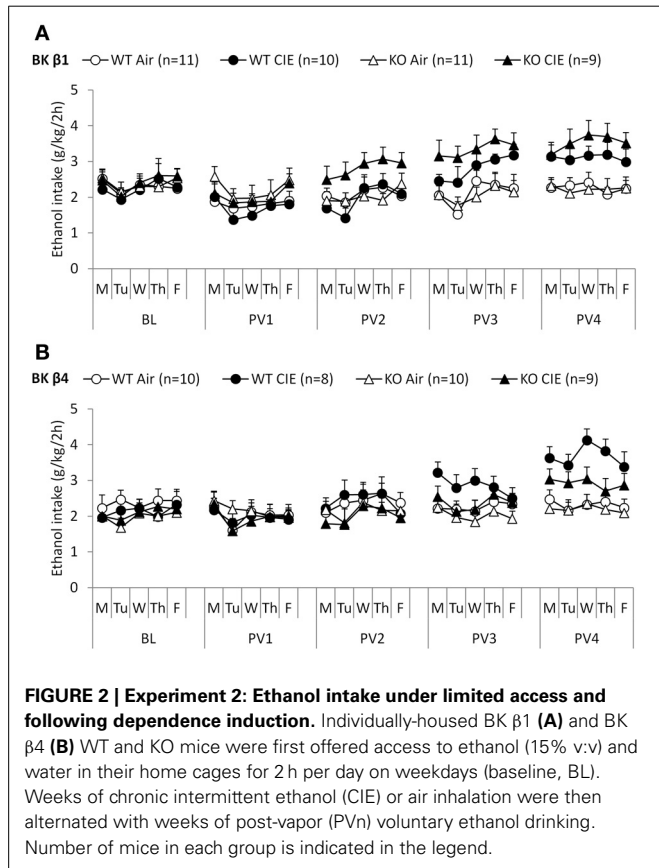 A
BK β1 WT Air (n=11) WT CIE (n=10) KO Air (n=11) KO CIE (n=9)
Ethanol intake (g/kg/2h)
6
5
4
3
2
1
0
M Tu W Th F M Tu W Th F M Tu W Th F M Tu W Th F M Tu W Th F
BL PV1 PV2 PV3 PV4
B
BK β4 WT Air (n=10) WT CIE (n=8) KO Air (n=10) KO CIE (n=9)
Ethanol intake (g/kg/2h)
6
5
4
3
2
1
0
M Tu W Th F M Tu W Th F M Tu W Th F M Tu W Th F M Tu W Th F
BL PV1 PV2 PV3 PV4
FIGURE 2 | Experiment 2: Ethanol intake under limited access and
following dependence induction. Individually-housed BK β1 (A) and BK
β4 (B) WT and KO mice were first offered access to ethanol (15% v:v) and
water in their home cages for 2 h per day on weekdays (baseline, BL).
Weeks of chronic intermittent ethanol (CIE) or air inhalation were then
alternated with weeks of post-vapor (PVn) voluntary ethanol drinking.
Number of mice in each group is indicated in the legend.